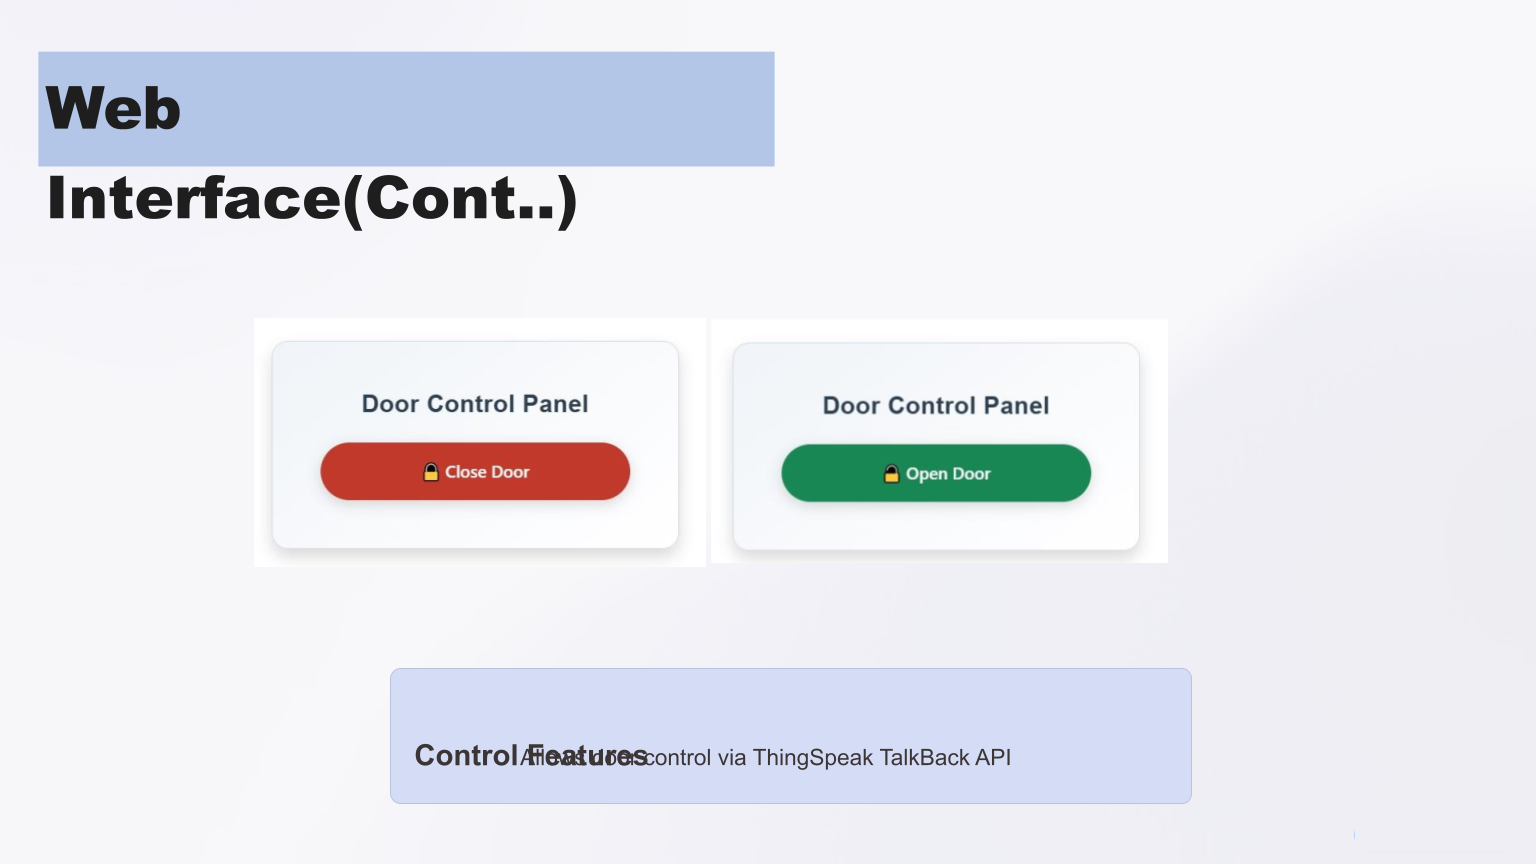 Web
Interface(Cont..)
Door Control Panel
🔒 Close Door
Door Control Panel
🔓 Open Door
Control Features
Allows door control via ThingSpeak TalkBack API